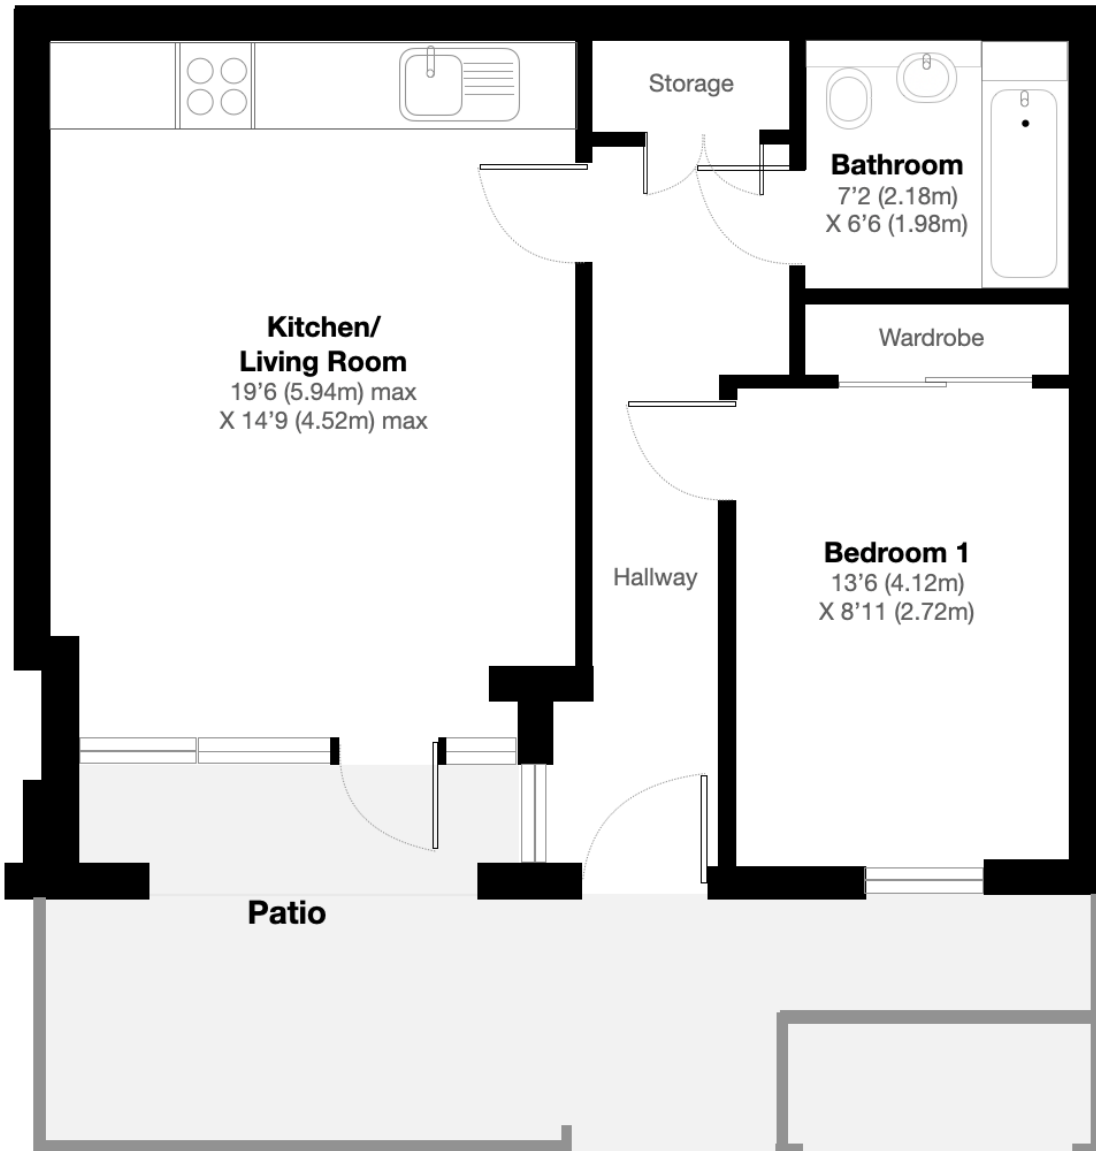 Storage
Bathroom
7’2 (2.18m)
X 6’6 (1.98m)
Kitchen/
Living Room
19’6 (5.94m) max
X 14’9 (4.52m) max
Wardrobe
Bedroom 1
13’6 (4.12m)
X 8’11 (2.72m)
Hallway
Patio